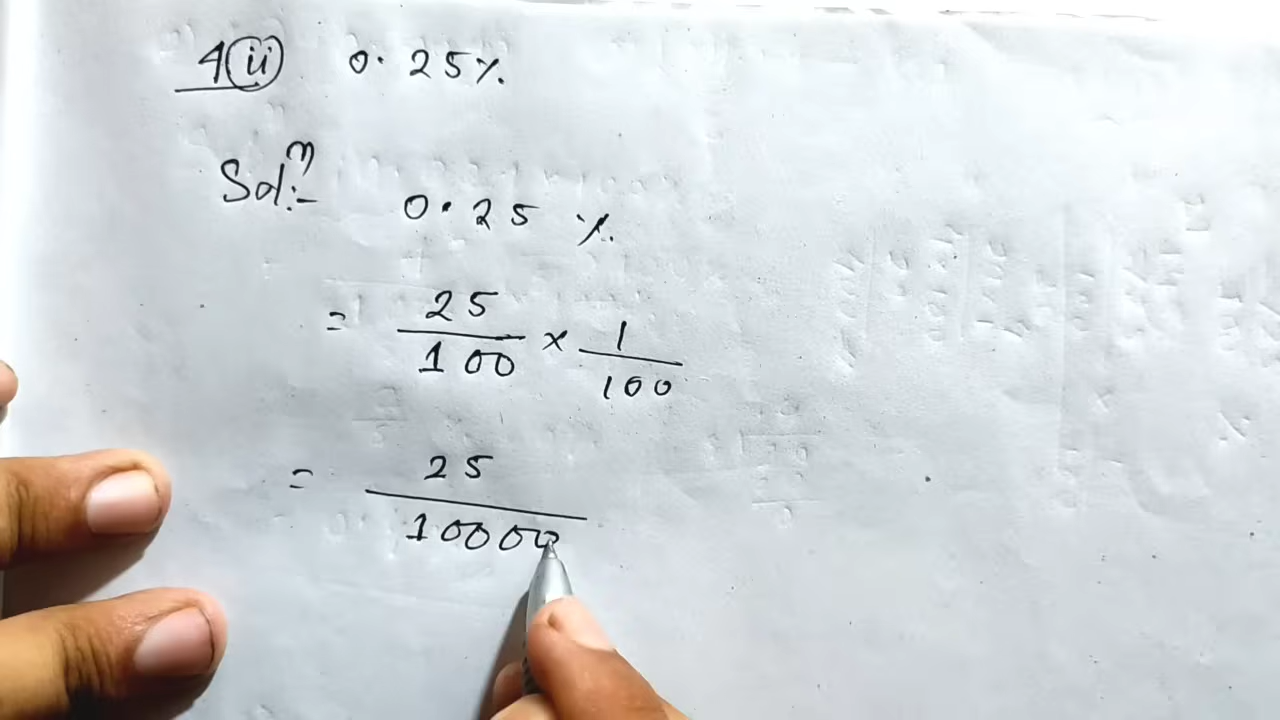 4(ii) 0.25%
Solⁿ:-
0.25 %
= 25/100 × 1/100
= 25/10000